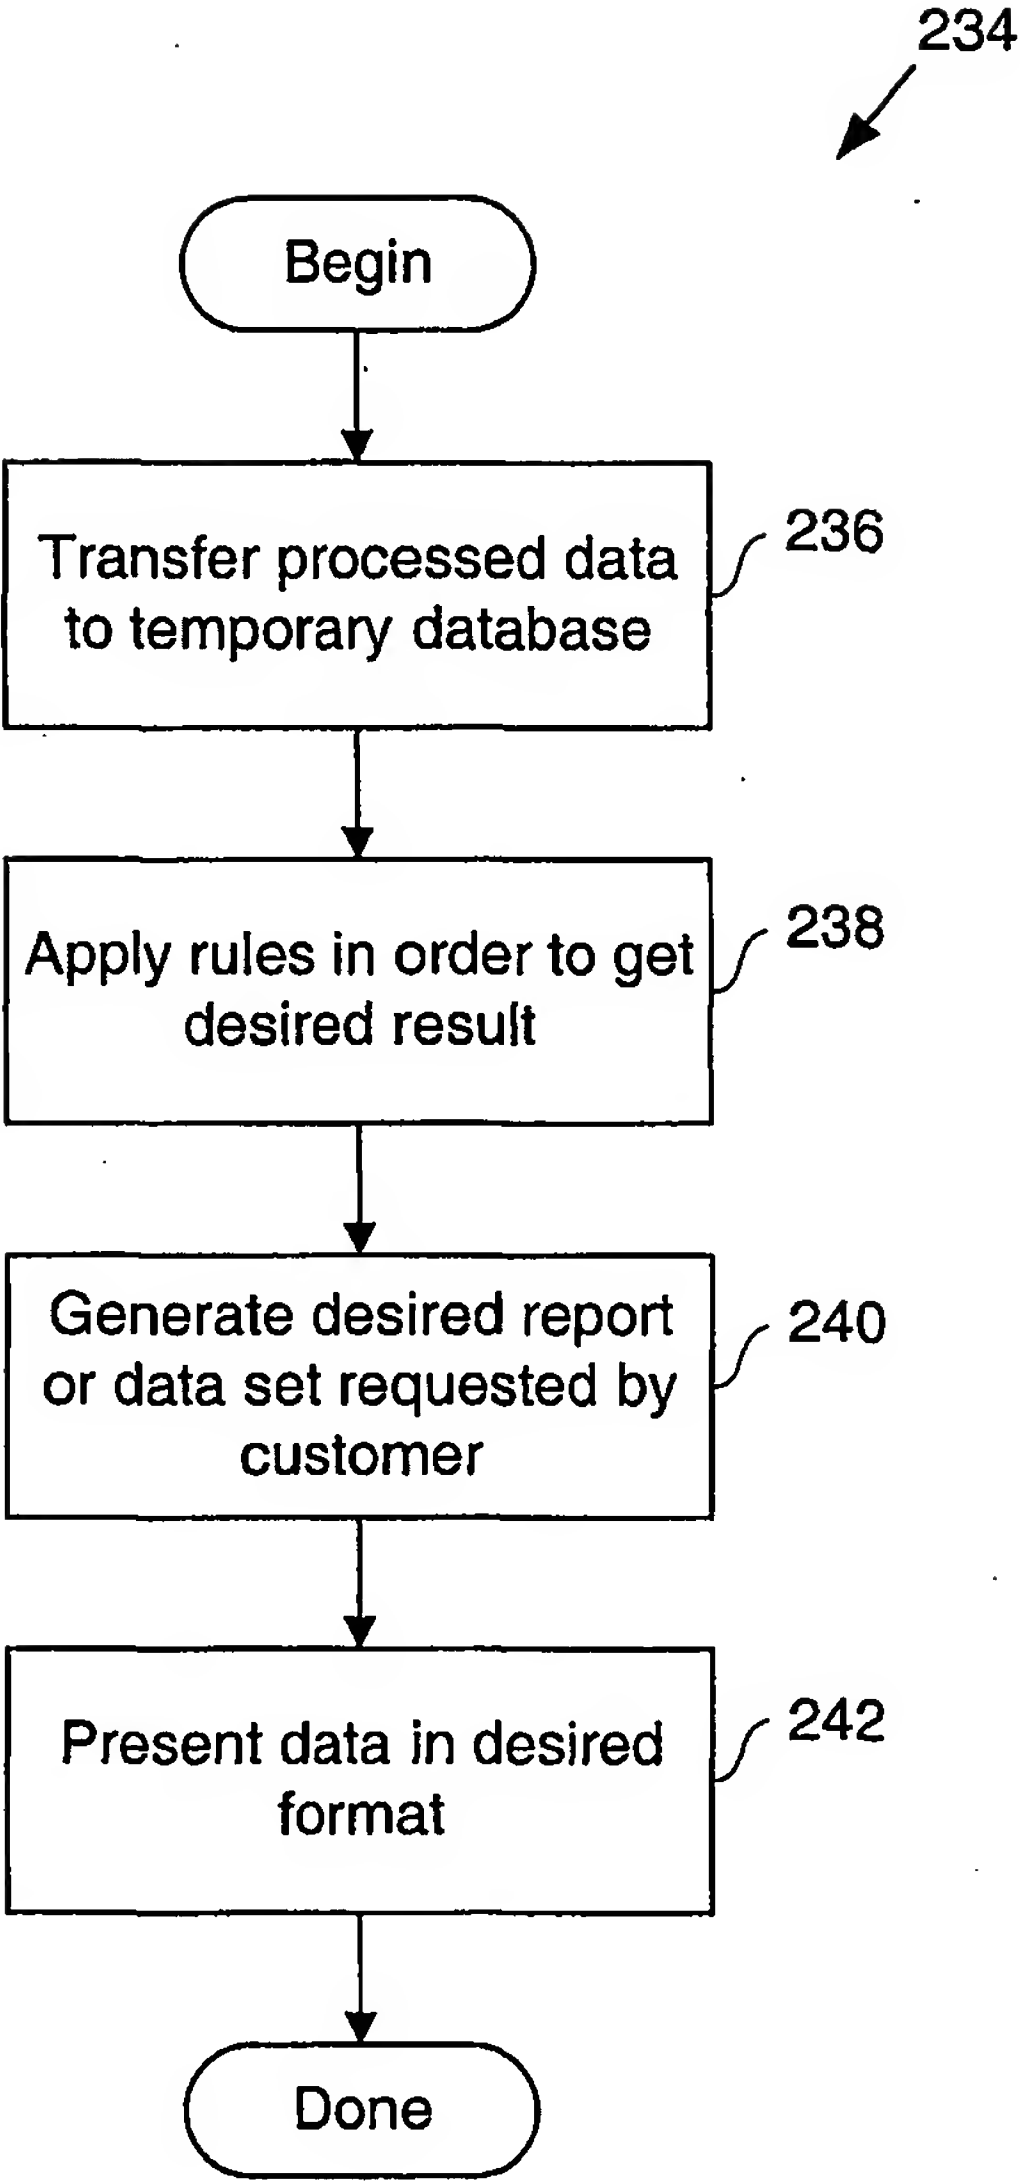 234
Begin
Transfer processed data
to temporary database
236
Apply rules in order to get
desired result
238
Generate desired report
or data set requested by
customer
240
Present data in desired
format
242
Done